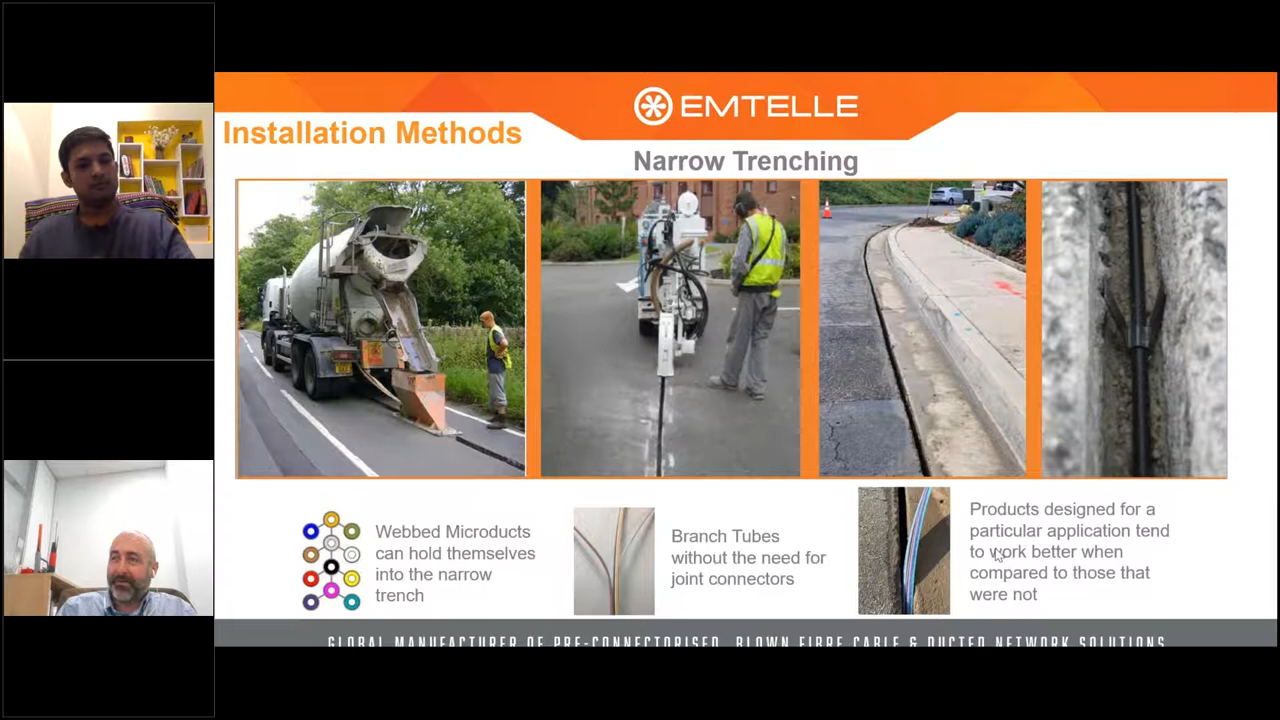 EMTELLE
Installation Methods
Narrow Trenching
Webbed Microducts
can hold themselves
into the narrow
trench
Branch Tubes
without the need for
joint connectors
Products designed for a
particular application tend
to work better when
compared to those that
were not
GLOBAL MANUFACTURER OF PRE-CONNECTORISED, BLOWN FIBRE CABLE & DUCTED NETWORK SOLUTIONS